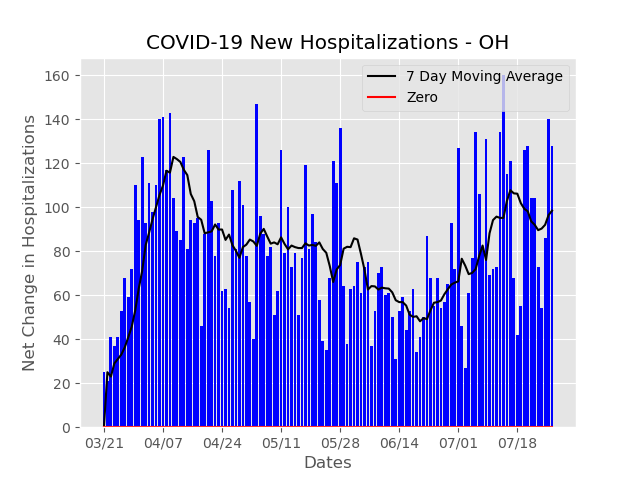 COVID-19 New Hospitalizations - OH
7 Day Moving Average
Zero
Net Change in Hospitalizations
160
140
120
100
80
60
40
20
0
03/21 04/07 04/24 05/11 05/28 06/14 07/01 07/18
Dates